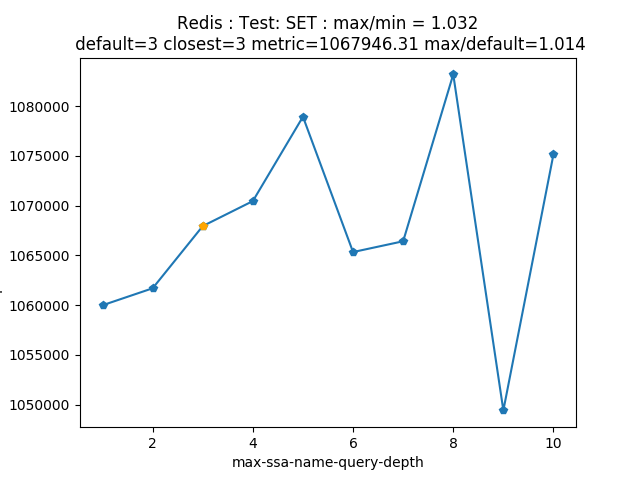 Redis : Test: SET : max/min = 1.032
default=3 closest=3 metric=1067946.31 max/default=1.014
1080000
1075000
1070000
1065000
1060000
1055000
1050000
2 4 6 8 10
max-ssa-name-query-depth